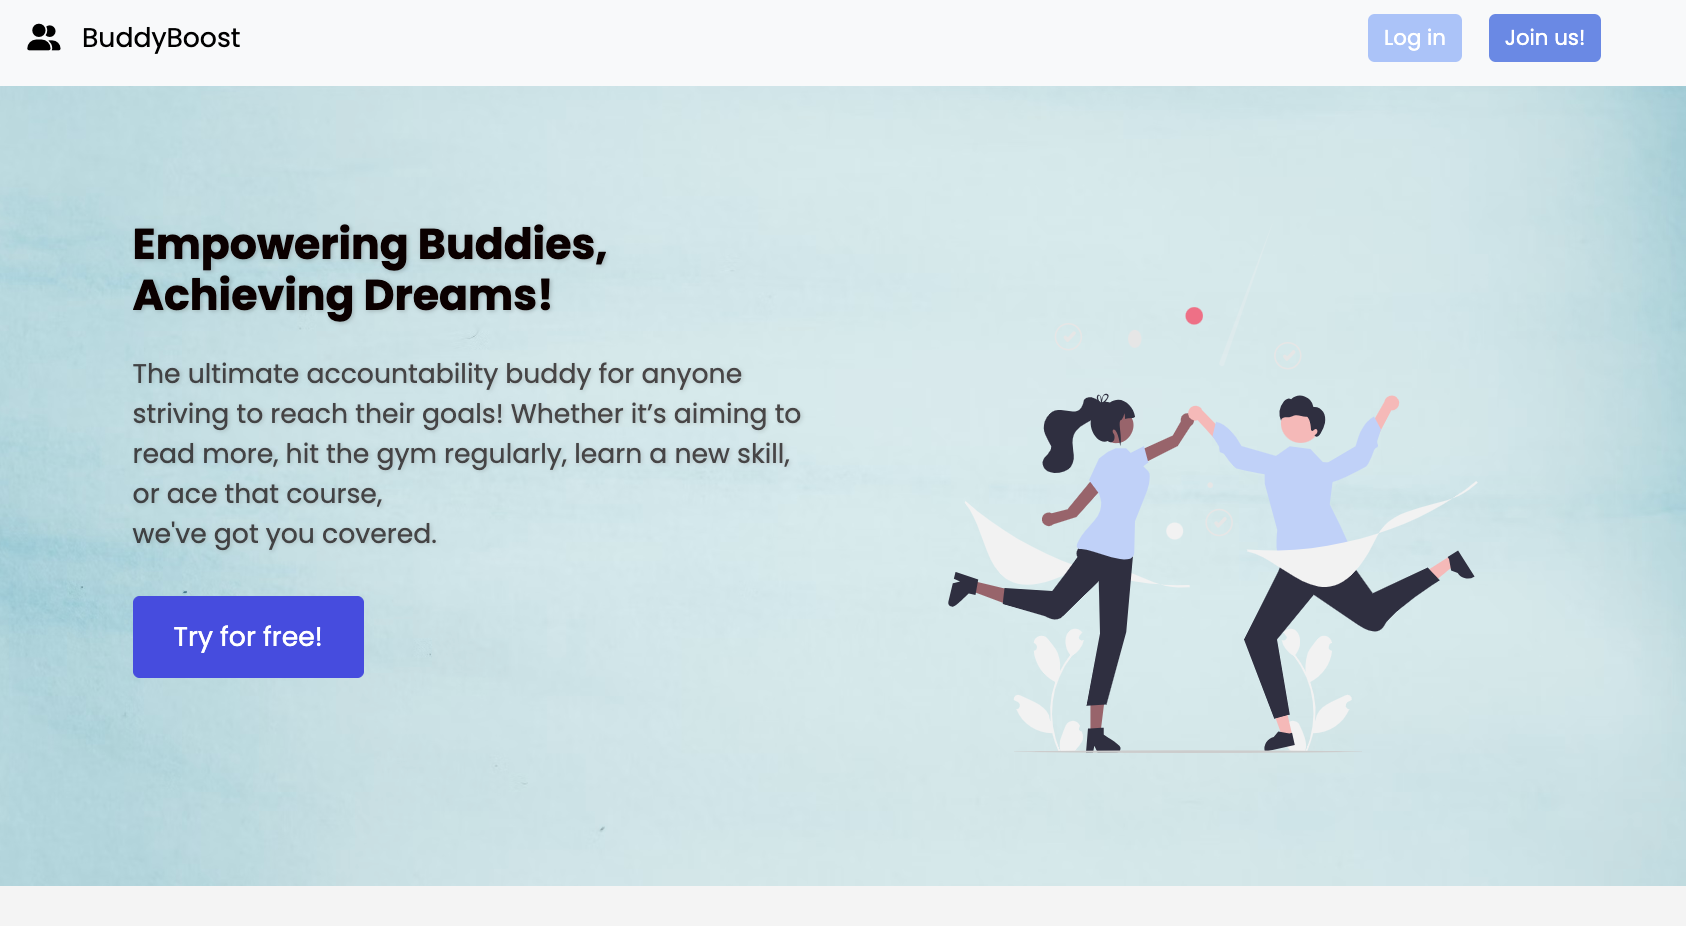 BuddyBoost
Log in
Join us!
Empowering Buddies,
Achieving Dreams!
The ultimate accountability buddy for anyone
striving to reach their goals! Whether it’s aiming to
read more, hit the gym regularly, learn a new skill,
or ace that course,
we've got you covered.
Try for free!